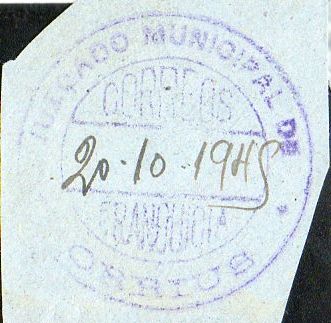 JUZGADO MUNICIPAL DE
CORREOS
20-10-1945
FRANQUICIA